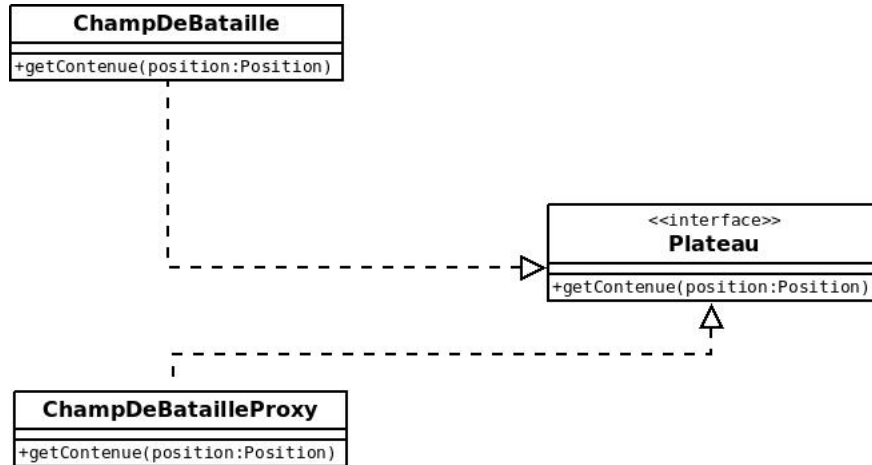 ChampDeBataille
+getContenue(position:Position)
<<interface>>
Plateau
+getContenue(position:Position)
ChampDeBatailleProxy
+getContenue(position:Position)